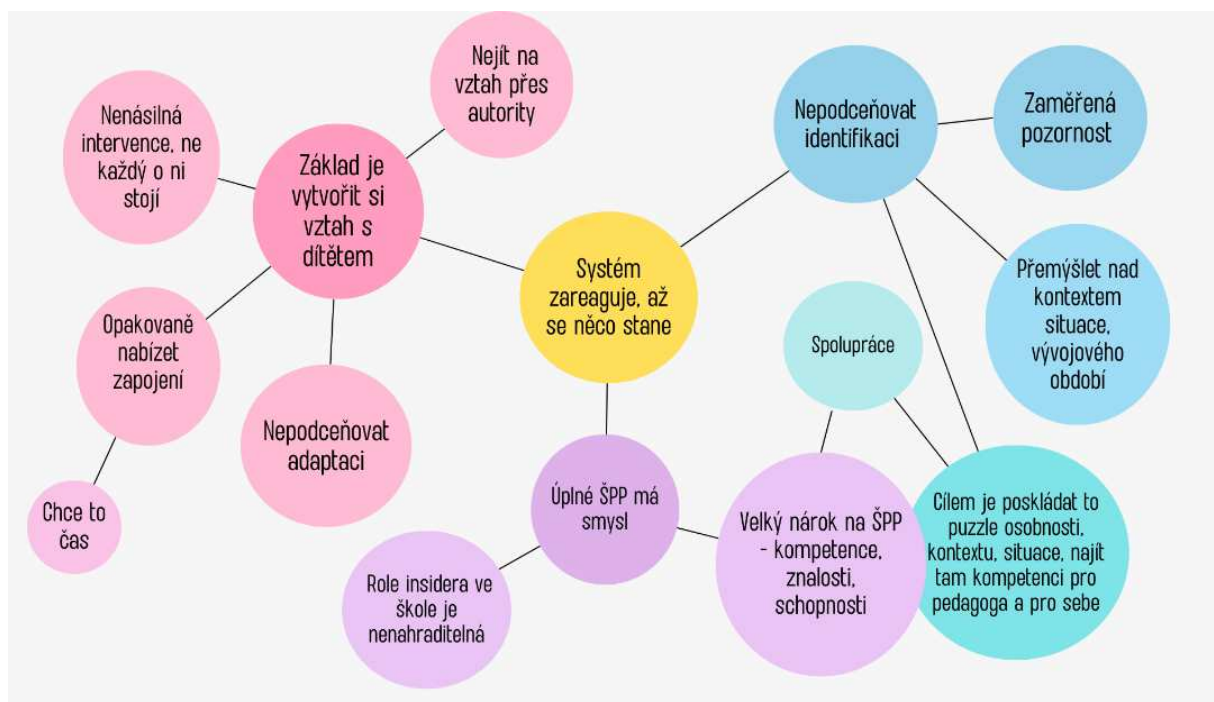 Nejít na
vztah přes
autority
Nenásilná
intervence, ne
každý o ni
stojí
Základ je
vytvořit si
vztah s
dítětem
Opakovaně
nabízet
zapojení
Chce to
čas
Nepodceňovat
adaptaci
Systém
zareaguje, až
se něco stane
Nepodceňovat
identifikaci
Zaměřená
pozornost
Přemýšlet nad
kontextem
situace,
vývojového
období
Spolupráce
Úplné ŠPP má
smysl
Role insidera ve
škole je
nenahraditelná
Velký nárok na ŠPP
- kompetence,
znalosti,
schopnosti
Cílem je poskládat to
puzzle osobnosti,
kontextu, situace, najít
tam kompetenci pro
pedagoga a pro sebe